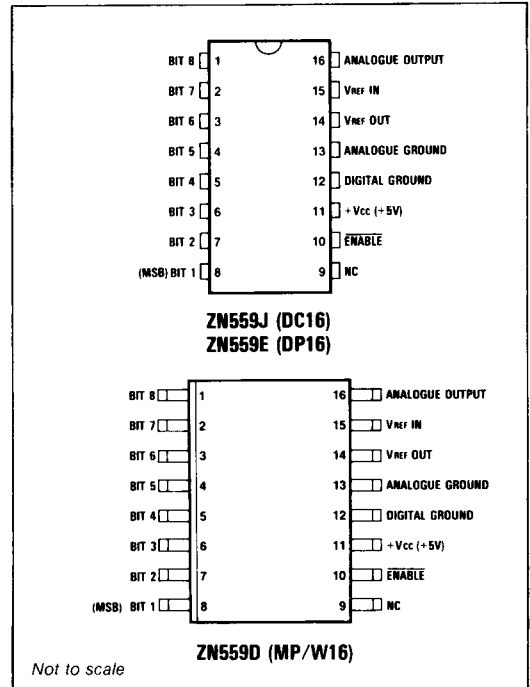 BIT 8 1 16 ANALOGUE OUTPUT
BIT 7 2 15 VREF IN
BIT 6 3 14 VREF OUT
BIT 5 4 13 ANALOGUE GROUND
BIT 4 5 12 DIGITAL GROUND
BIT 3 6 11 +Vcc (+5V)
BIT 2 7 10 ENABLE
(MSB) BIT 1 8 9 NC
ZN559J (DC16)
ZN559E (DP16)
BIT 8 1 16 ANALOGUE OUTPUT
BIT 7 2 15 VREF IN
BIT 6 3 14 VREF OUT
BIT 5 4 13 ANALOGUE GROUND
BIT 4 5 12 DIGITAL GROUND
BIT 3 6 11 +Vcc (+5V)
BIT 2 7 10 ENABLE
(MSB) BIT 1 8 9 NC
ZN559D (MP/W16)
Not to scale